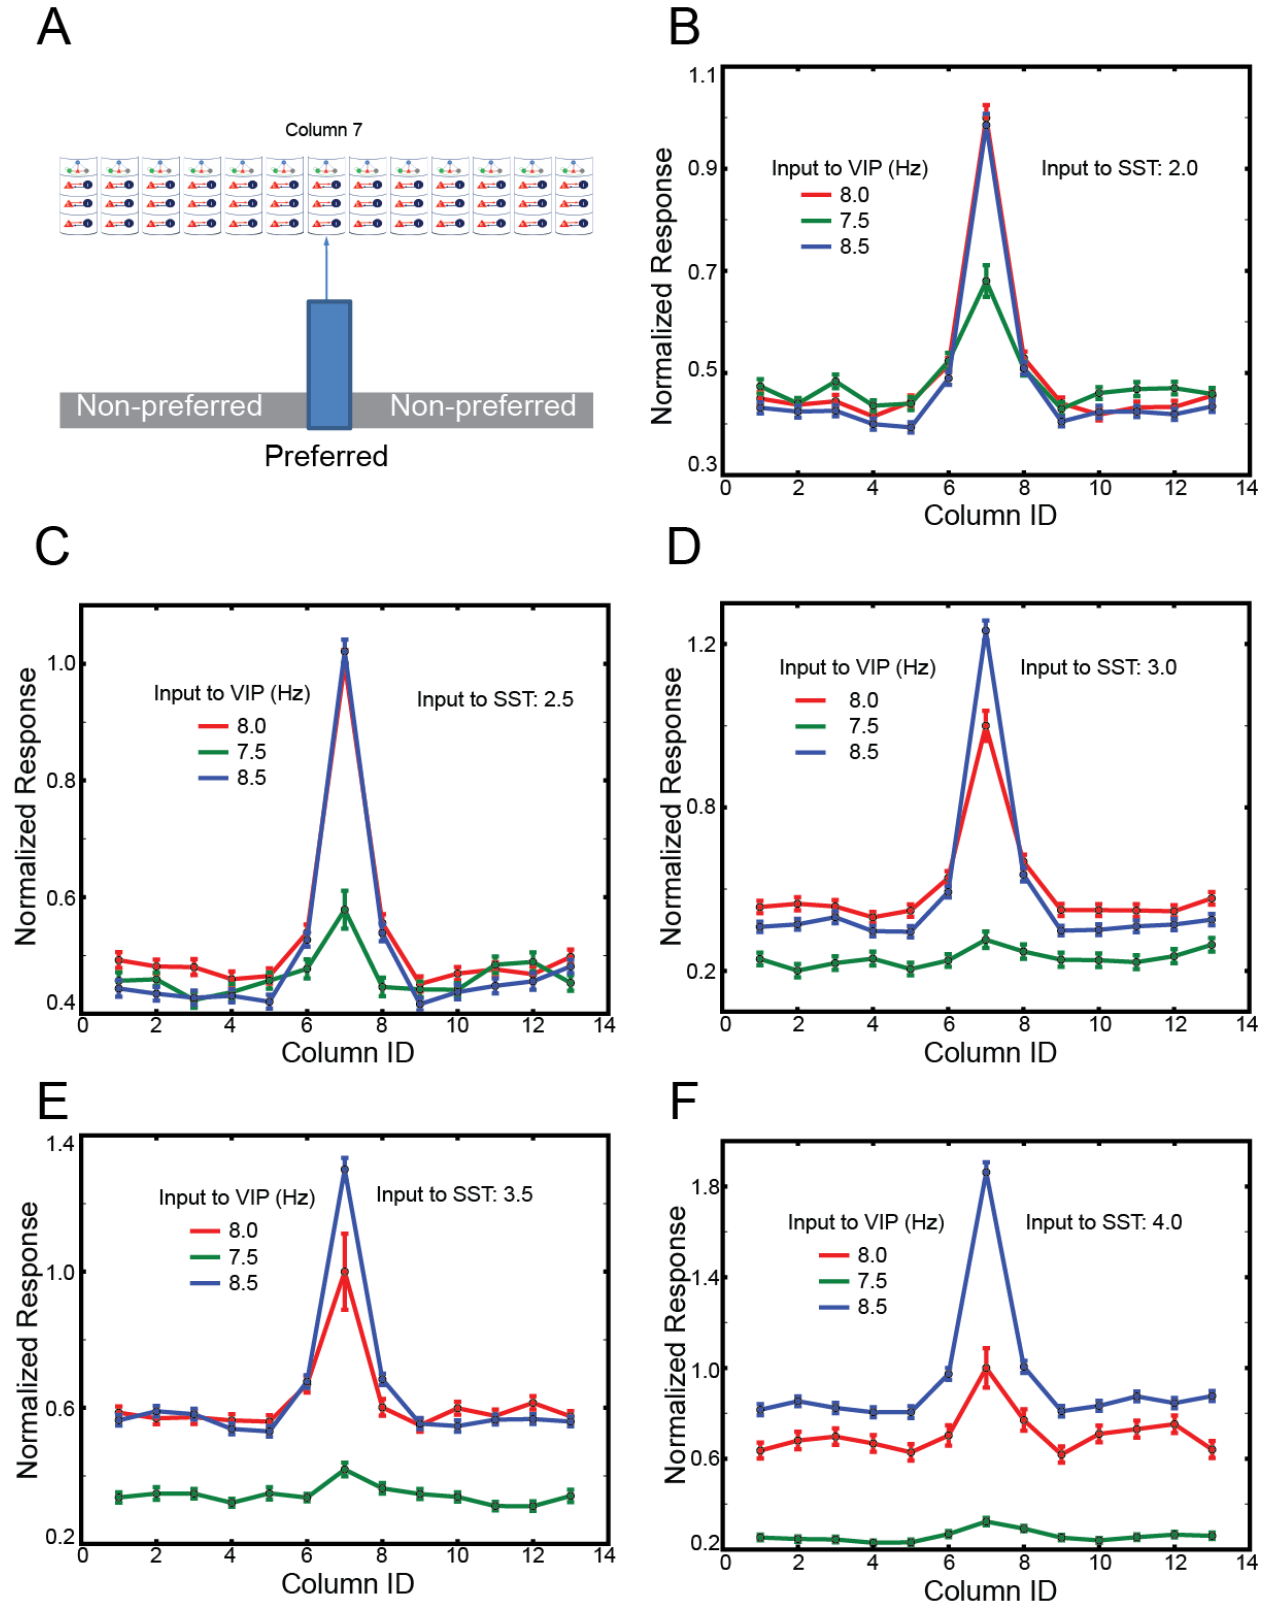 A
Column 7
Non-preferred
Non-preferred
Preferred
B
Normalized Response
1.1
0.9
0.7
0.5
0.3
Input to VIP (Hz)
8.0
7.5
8.5
Input to SST: 2.0
0 2 4 6 8 10 12 14
Column ID
C
Normalized Response
1.0
0.8
0.6
0.4
Input to VIP (Hz)
8.0
7.5
8.5
Input to SST: 2.5
0 2 4 6 8 10 12 14
Column ID
D
Normalized Response
1.2
0.8
0.2
Input to VIP (Hz)
8.0
7.5
8.5
Input to SST: 3.0
0 2 4 6 8 10 12 14
Column ID
E
Normalized Response
1.4
1.0
0.6
0.2
Input to VIP (Hz)
8.0
7.5
8.5
Input to SST: 3.5
0 2 4 6 8 10 12 14
Column ID
F
Normalized Response
1.8
1.4
1.0
0.6
0.2
Input to VIP (Hz)
8.0
7.5
8.5
Input to SST: 4.0
0 2 4 6 8 10 12 14
Column ID